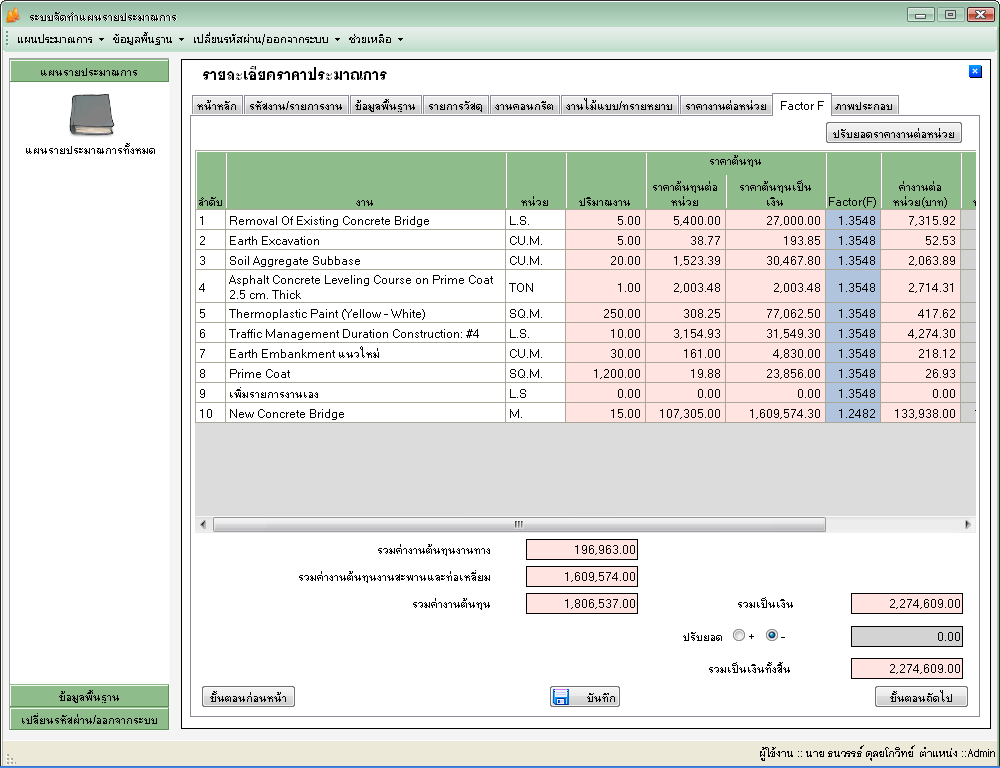 ระบบจัดทำแผนรายประมาณการ
แผนประมาณการ ข้อมูลพื้นฐาน เปลี่ยนรหัสผ่าน/ออกจากระบบ ช่วยเหลือ
แผนรายประมาณการ
แผนรายประมาณการทั้งหมด
รายละเอียดราคาประมาณการ
หน้าหลัก รหัสงาน/รายการงาน ข้อมูลพื้นฐาน รายการวัสดุ งานคอนกรีต งานไม้แบบ/ทรายหยาบ ราคางานต่อหน่วย Factor F ภาพประกอบ
ปรับยอดราคางานต่อหน่วย
ราคาต้นทุน
ลำดับ งาน หน่วย ปริมาณงาน ราคาต้นทุนต่อหน่วย ราคาต้นทุนเป็นเงิน Factor(F) ค่างานต่อหน่วย(บาท)
1 Removal Of Existing Concrete Bridge L.S. 5.00 5,400.00 27,000.00 1.3548 7,315.92
2 Earth Excavation CU.M. 5.00 38.77 193.85 1.3548 52.53
3 Soil Aggregate Subbase CU.M. 20.00 1,523.39 30,467.80 1.3548 2,063.89
4 Asphalt Concrete Leveling Course on Prime Coat 2.5 cm. Thick TON 1.00 2,003.48 2,003.48 1.3548 2,714.31
5 Thermoplastic Paint (Yellow - White) SQ.M. 250.00 308.25 77,062.50 1.3548 417.62
6 Traffic Management Duration Construction: #4 L.S. 10.00 3,154.93 31,549.30 1.3548 4,274.30
7 Earth Embankment แนวใหม่ CU.M. 30.00 161.00 4,830.00 1.3548 218.12
8 Prime Coat SQ.M. 1,200.00 19.88 23,856.00 1.3548 26.93
9 เพิ่มรายการงานเอง L.S 0.00 0.00 0.00 1.3548 0.00
10 New Concrete Bridge M. 15.00 107,305.00 1,609,574.30 1.2482 133,938.00
รวมค่างานต้นทุนงานทาง 196,963.00
รวมค่างานต้นทุนงานสะพานและท่อเหลี่ยม 1,609,574.00
รวมค่างานต้นทุน 1,806,537.00 รวมเป็นเงิน 2,274,609.00
ปรับยอด + - 0.00
รวมเป็นเงินทั้งสิ้น 2,274,609.00
ขั้นตอนก่อนหน้า บันทึก ขั้นตอนถัดไป
ข้อมูลพื้นฐาน
เปลี่ยนรหัสผ่าน/ออกจากระบบ
ผู้ใช้งาน :: นาย ธนวรรธ์ ดุลยโกวิทย์ ตำแหน่ง ::Admin